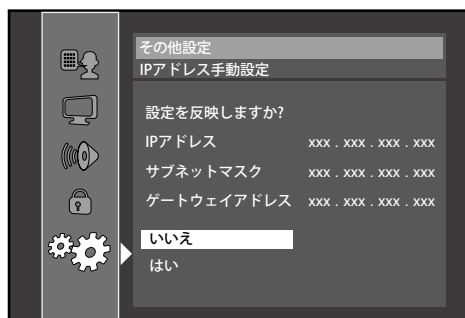 その他設定
IPアドレス手動設定
設定を反映しますか?
IPアドレス xxx . xxx . xxx . xxx
サブネットマスク xxx . xxx . xxx . xxx
ゲートウェイアドレス xxx . xxx . xxx . xxx
いいえ
はい